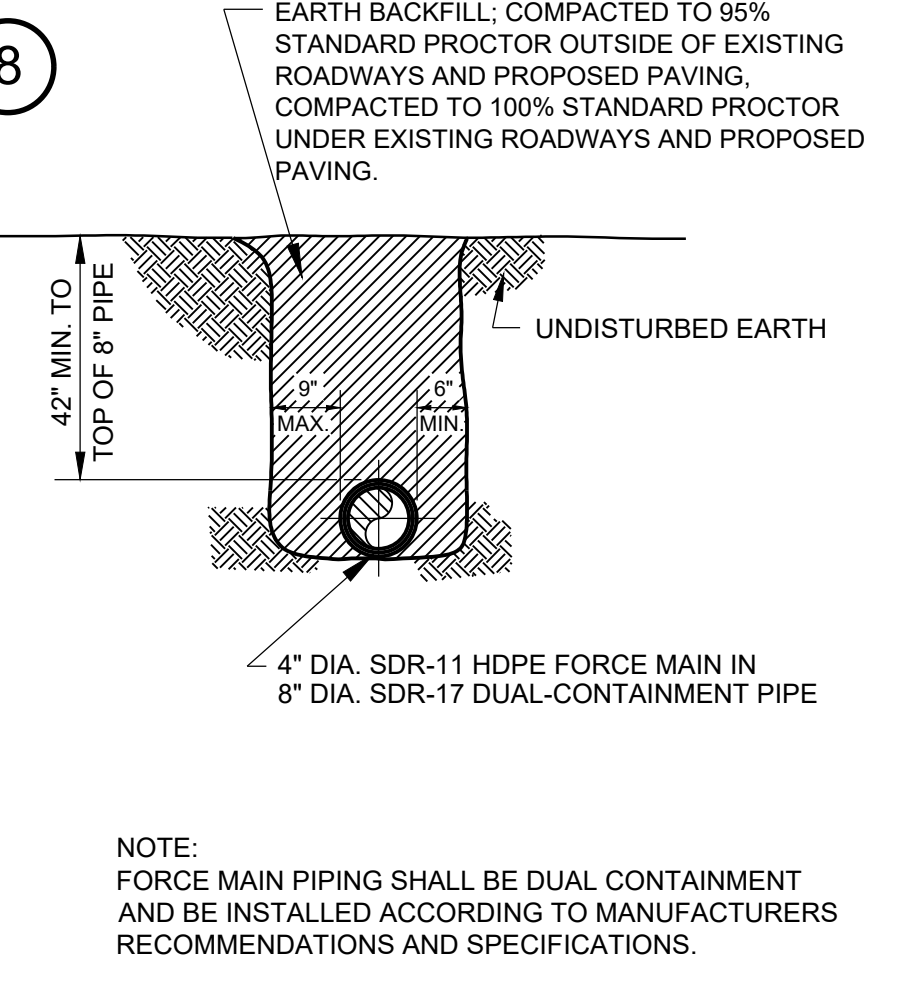 8
EARTH BACKFILL; COMPACTED TO 95%
STANDARD PROCTOR OUTSIDE OF EXISTING
ROADWAYS AND PROPOSED PAVING,
COMPACTED TO 100% STANDARD PROCTOR
UNDER EXISTING ROADWAYS AND PROPOSED
PAVING.
42" MIN. TO
TOP OF 8" PIPE
UNDISTURBED EARTH
9"
MAX.
6"
MIN.
4" DIA. SDR-11 HDPE FORCE MAIN IN
8" DIA. SDR-17 DUAL-CONTAINMENT PIPE
NOTE:
FORCE MAIN PIPING SHALL BE DUAL CONTAINMENT
AND BE INSTALLED ACCORDING TO MANUFACTURERS
RECOMMENDATIONS AND SPECIFICATIONS.